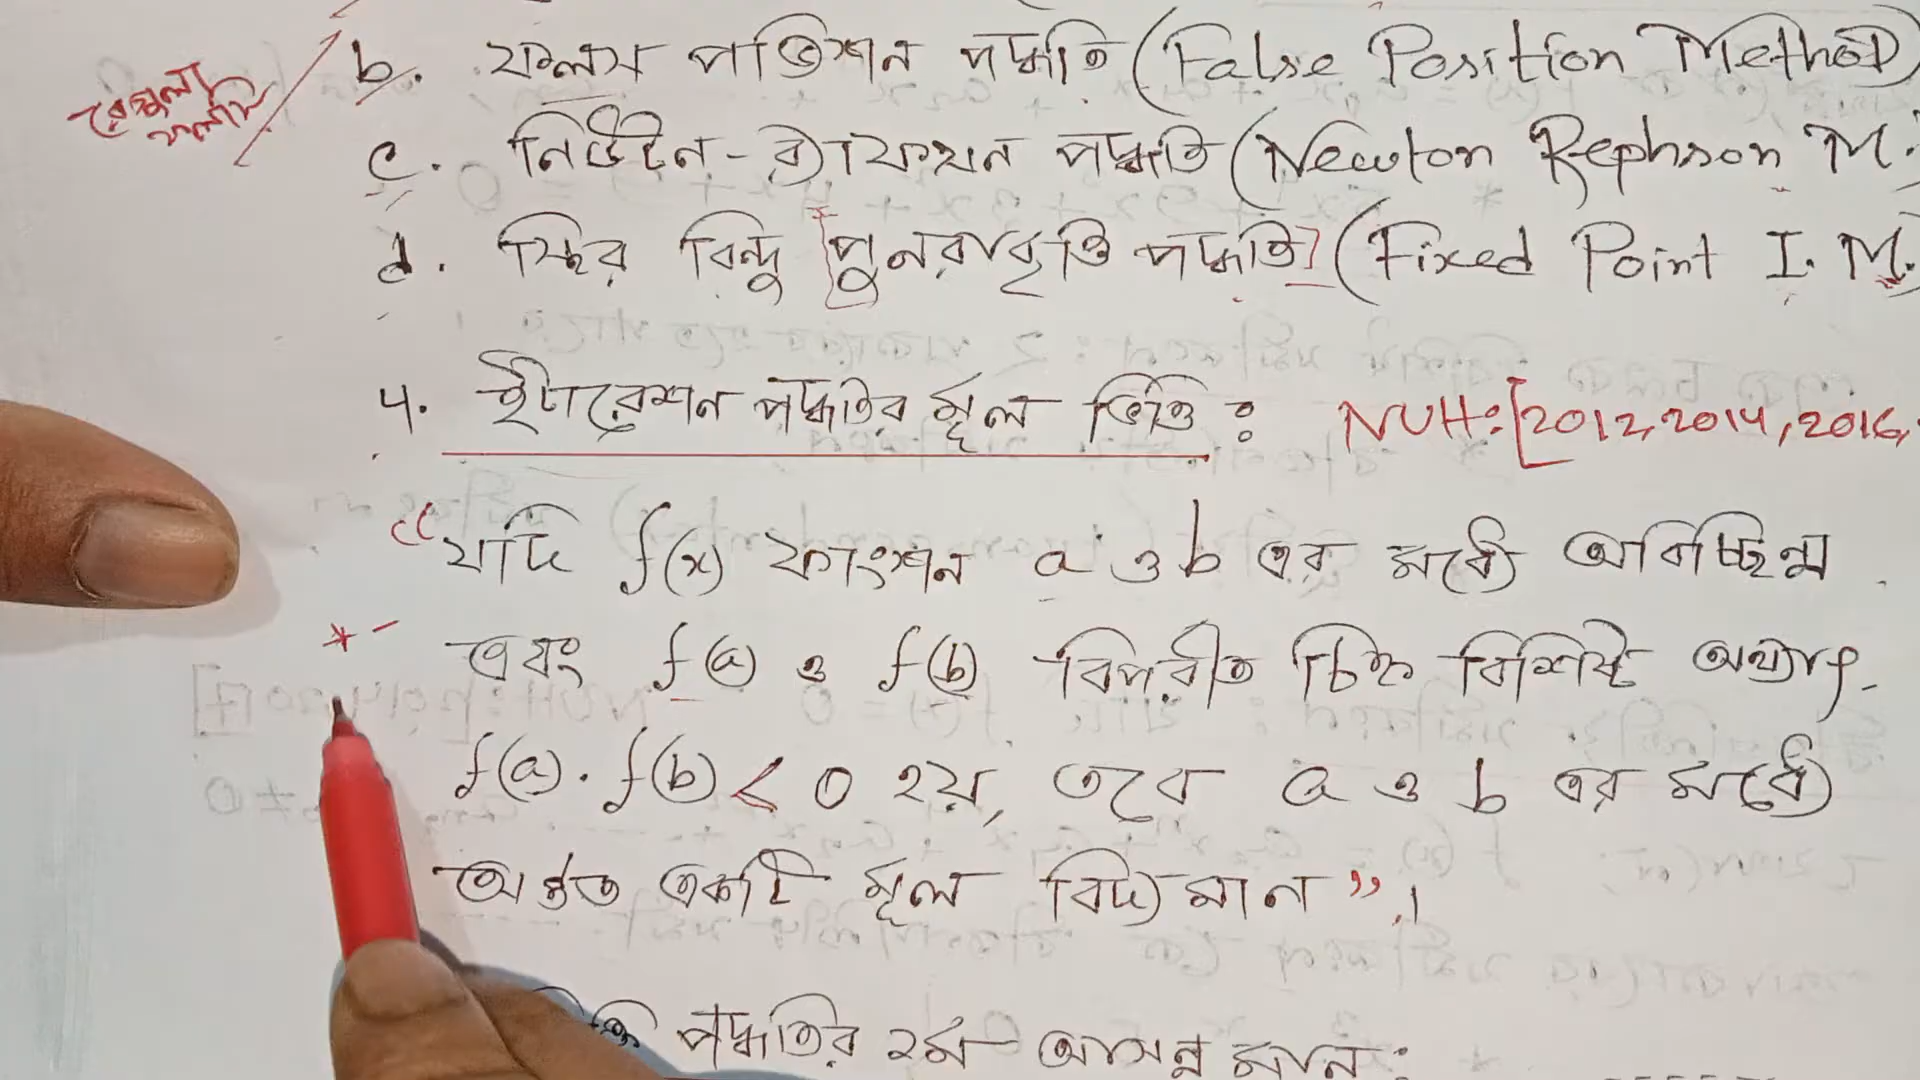 রেগুলা
ফলসি
b. ফলস পজিশন পদ্ধতি (False Position Method)
c. নিউটন-র‍্যাফসন পদ্ধতি (Newton Rephson M.)
d. স্থির বিন্দু [পুনরাবৃত্তি পদ্ধতি] (Fixed Point I. M.)
4. ইটারেশন পদ্ধতির মূল ভিত্তি : NUH:[2012,2014,2016,
“যদি f(x) ফাংশন a ও b এর মধ্যে অবিচ্ছিন্ন
* - এবং f(a) ও f(b) বিপরীত চিহ্ন বিশিষ্ট অর্থাৎ
f(a). f(b) < 0 হয়, তবে a ও b এর মধ্যে
অন্তত একটি মূল বিদ্যমান”।
পদ্ধতির ২য় আসন্ন মান: